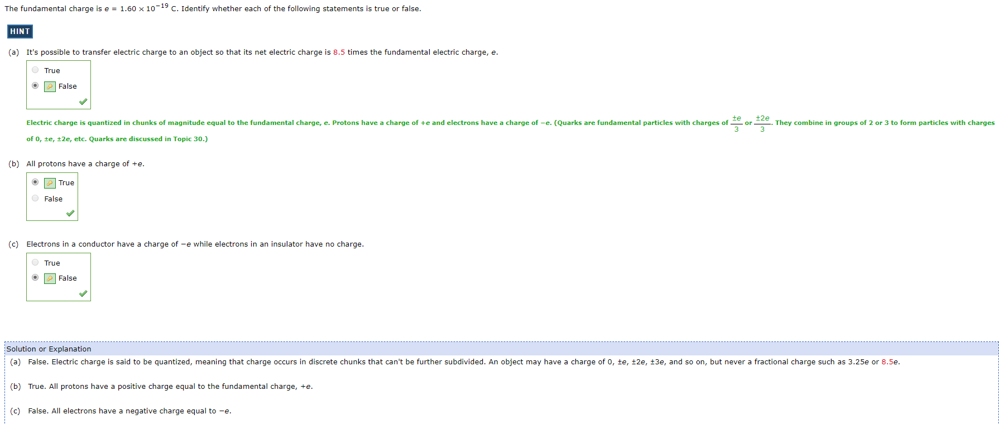 The fundamental charge is e = 1.60 × 10⁻¹⁹ C. Identify whether each of the following statements is true or false.
HINT
(a) It's possible to transfer electric charge to an object so that its net electric charge is 8.5 times the fundamental electric charge, e.
True
False
Electric charge is quantized in chunks of magnitude equal to the fundamental charge, e. Protons have a charge of +e and electrons have a charge of −e. (Quarks are fundamental particles with charges of ±e/3 or ±2e/3. They combine in groups of 2 or 3 to form particles with charges
of 0, ±e, ±2e, etc. Quarks are discussed in Topic 30.)
(b) All protons have a charge of +e.
True
False
(c) Electrons in a conductor have a charge of −e while electrons in an insulator have no charge.
True
False
Solution or Explanation
(a) False. Electric charge is said to be quantized, meaning that charge occurs in discrete chunks that can't be further subdivided. An object may have a charge of 0, ±e, ±2e, ±3e, and so on, but never a fractional charge such as 3.25e or 8.5e.
(b) True. All protons have a positive charge equal to the fundamental charge, +e.
(c) False. All electrons have a negative charge equal to −e.